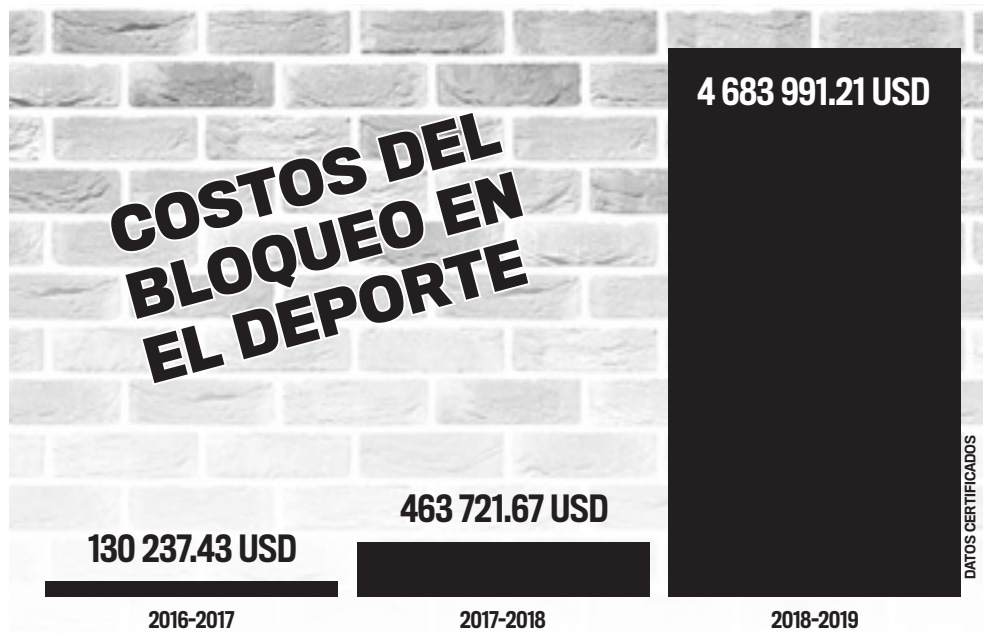 4 683 991.21 USD
COSTOS DEL
BLOQUEO EN
EL DEPORTE
463 721.67 USD
130 237.43 USD
DATOS CERTIFICADOS
2016-2017
2017-2018
2018-2019